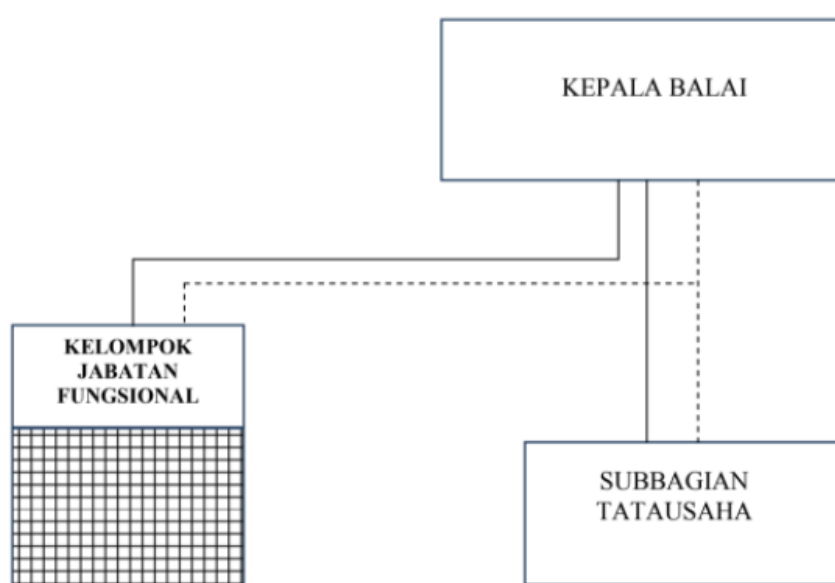 KEPALA BALAI
KELOMPOK
JABATAN
FUNGSIONAL
SUBBAGIAN
TATAUSAHA